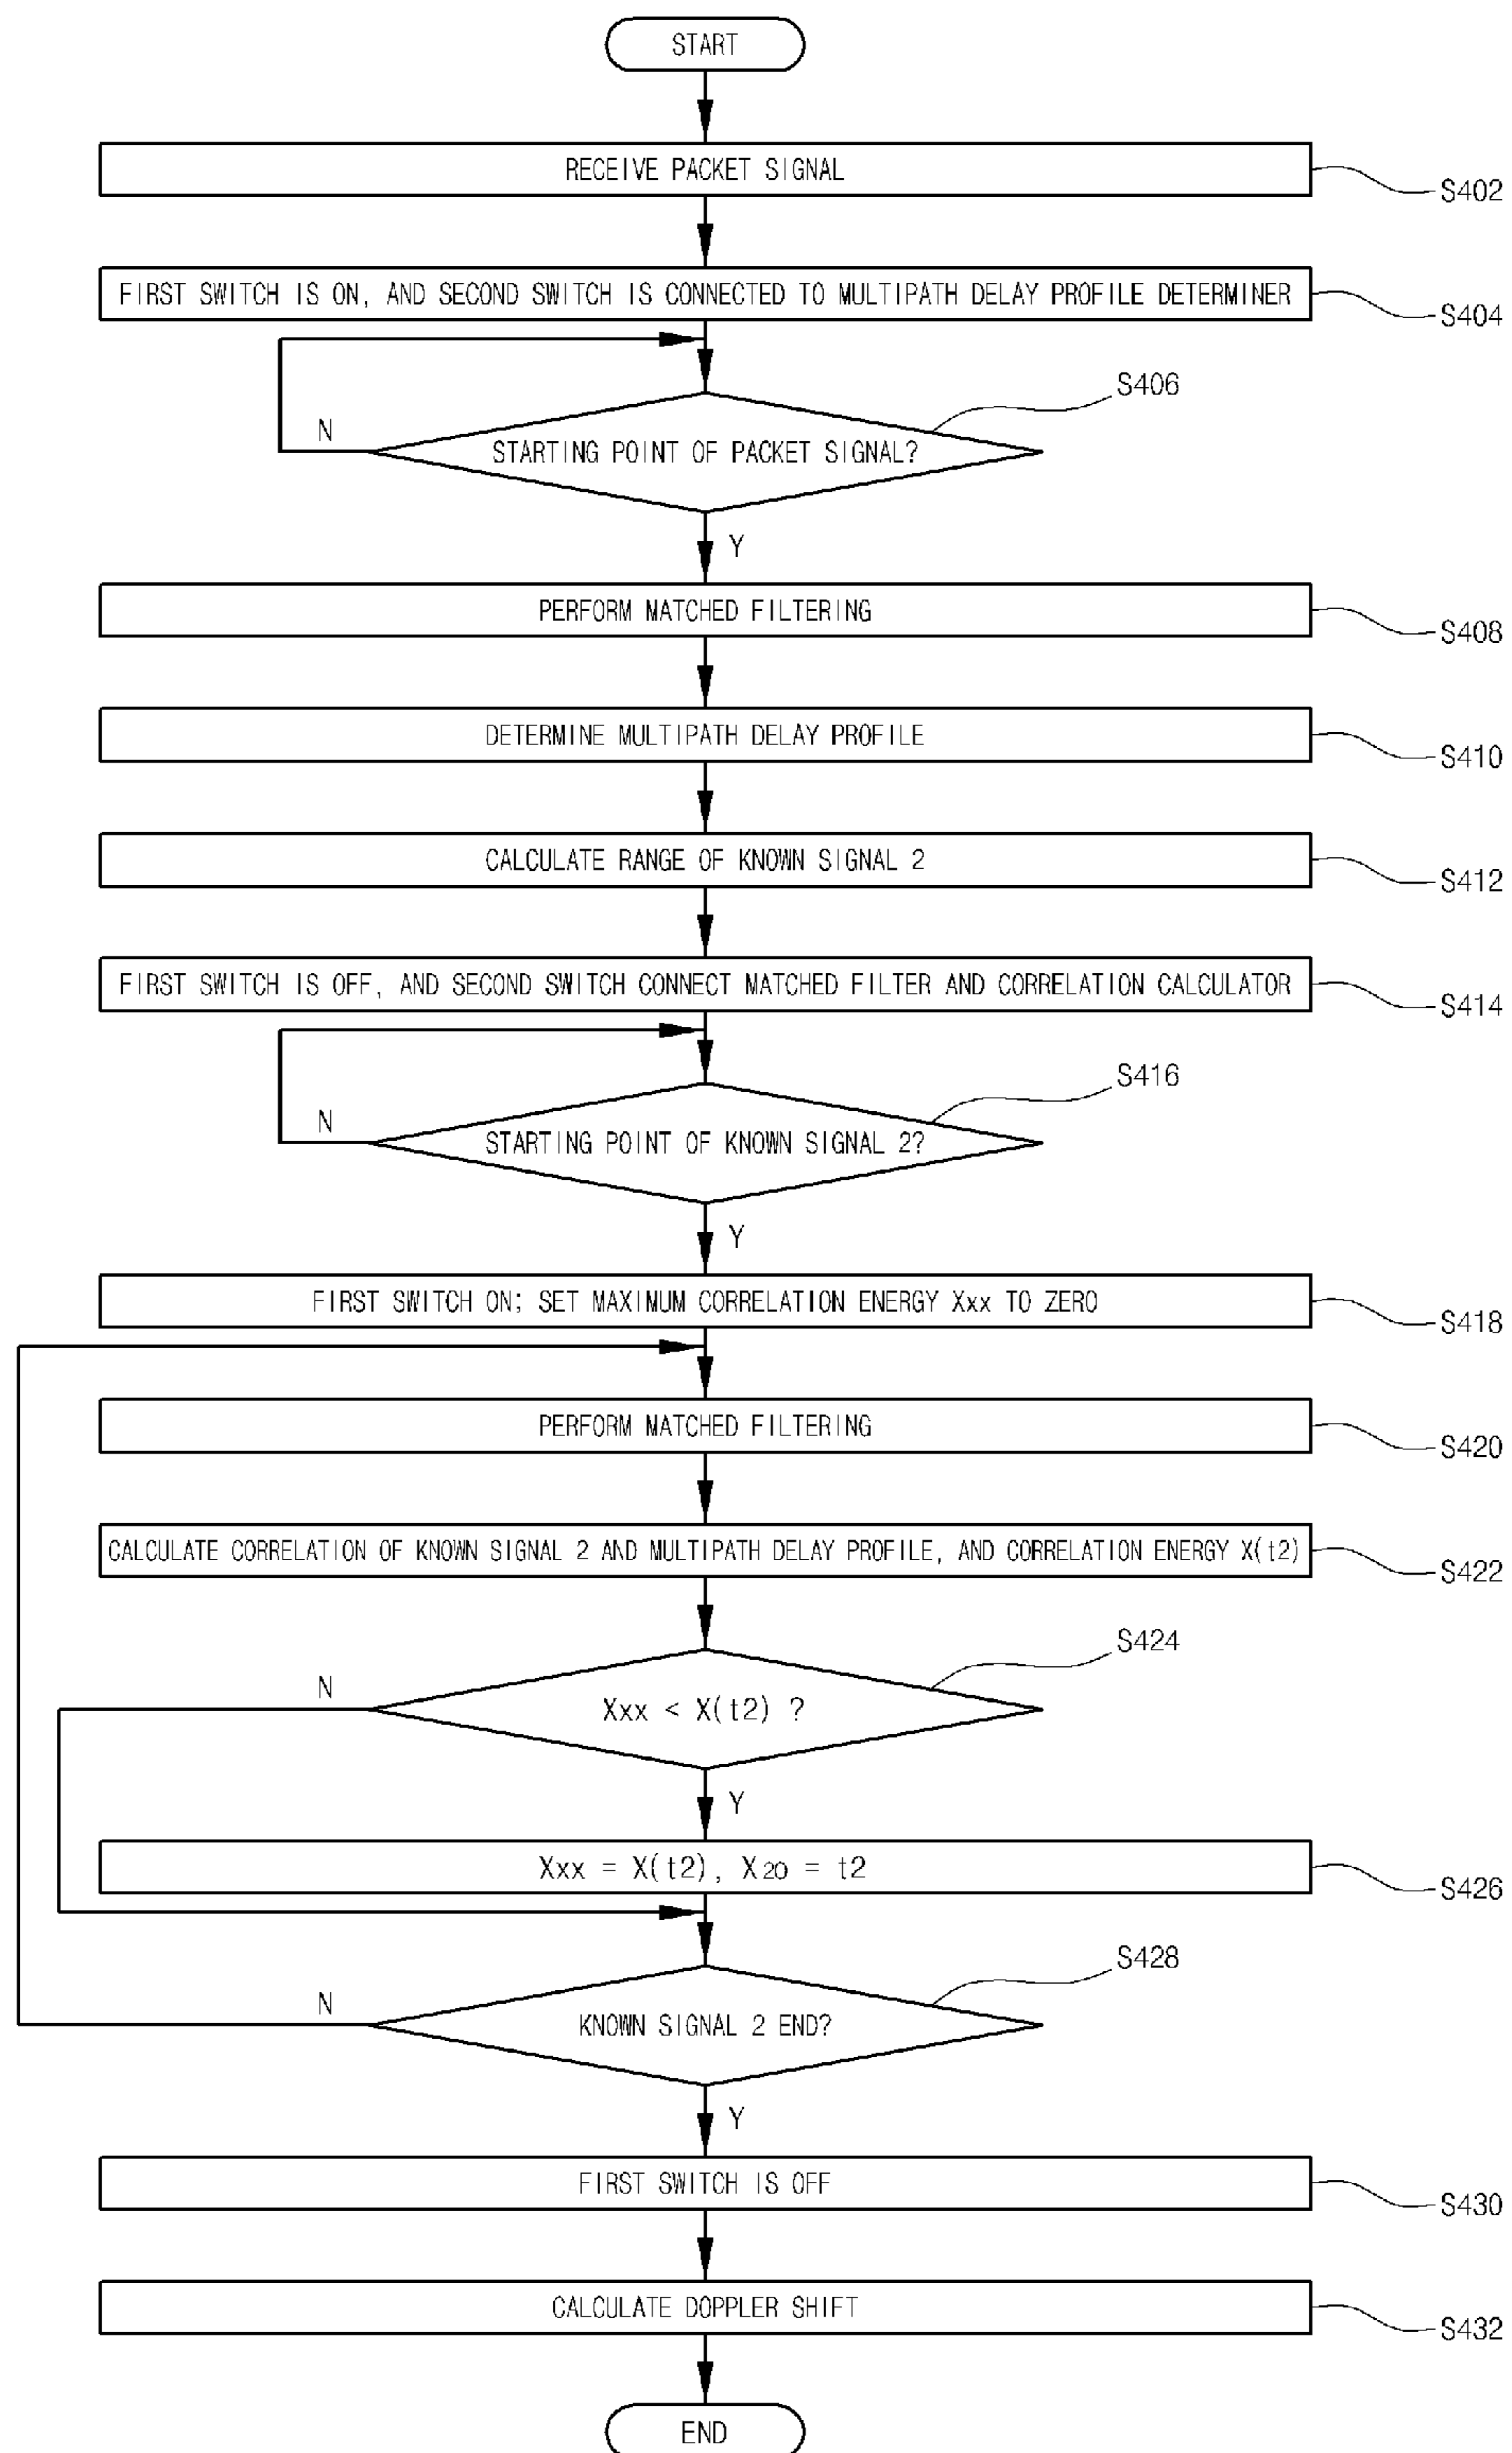 START
RECEIVE PACKET SIGNAL
S402
FIRST SWITCH IS ON, AND SECOND SWITCH IS CONNECTED TO MULTIPATH DELAY PROFILE DETERMINER
S404
S406
N
STARTING POINT OF PACKET SIGNAL?
Y
PERFORM MATCHED FILTERING
S408
DETERMINE MULTIPATH DELAY PROFILE
S410
CALCULATE RANGE OF KNOWN SIGNAL 2
S412
FIRST SWITCH IS OFF, AND SECOND SWITCH CONNECT MATCHED FILTER AND CORRELATION CALCULATOR
S414
S416
N
STARTING POINT OF KNOWN SIGNAL 2?
Y
FIRST SWITCH ON; SET MAXIMUM CORRELATION ENERGY Xxx TO ZERO
S418
PERFORM MATCHED FILTERING
S420
CALCULATE CORRELATION OF KNOWN SIGNAL 2 AND MULTIPATH DELAY PROFILE, AND CORRELATION ENERGY X(t2)
S422
S424
N
Xxx < X(t2) ?
Y
Xxx = X(t2), X20 = t2
S426
S428
N
KNOWN SIGNAL 2 END?
Y
FIRST SWITCH IS OFF
S430
CALCULATE DOPPLER SHIFT
S432
END